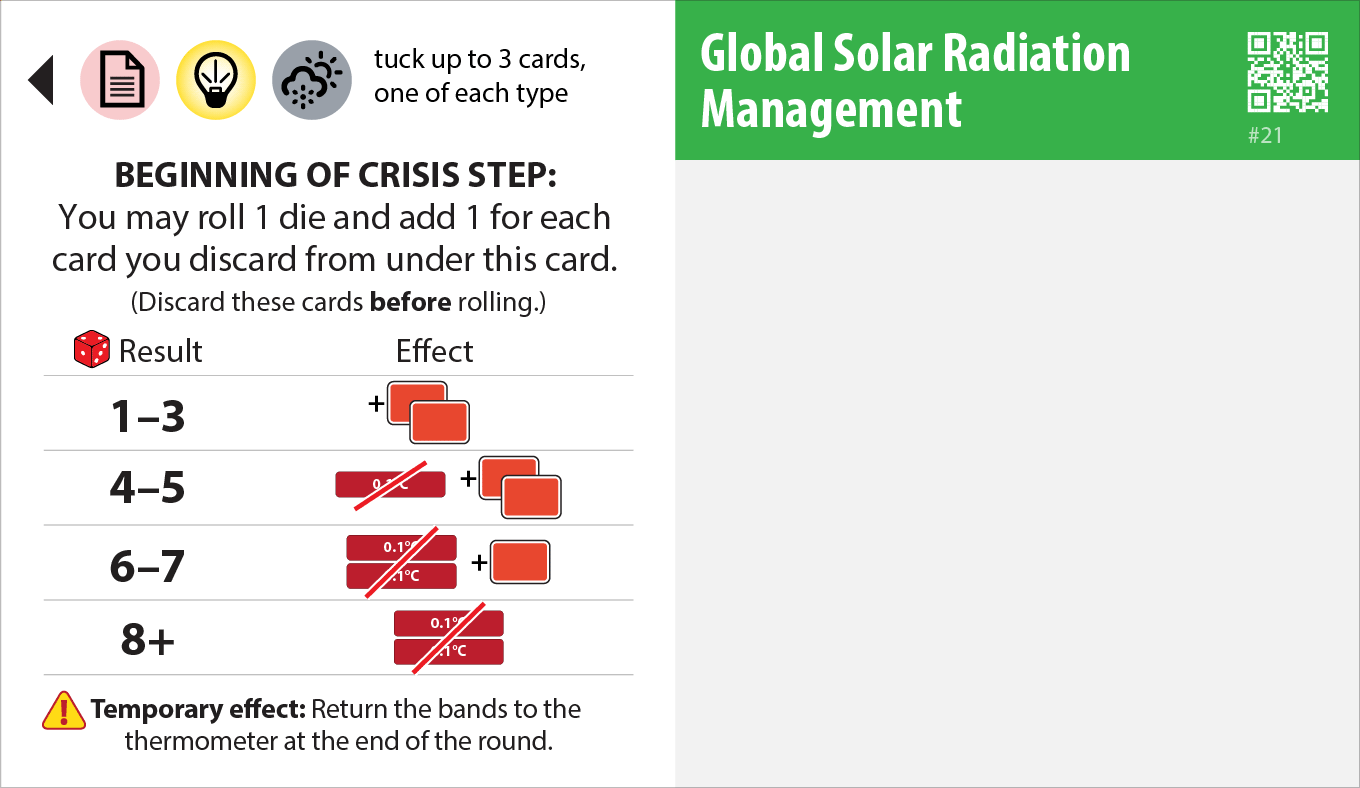 tuck up to 3 cards,
one of each type
BEGINNING OF CRISIS STEP:
You may roll 1 die and add 1 for each
card you discard from under this card.
(Discard these cards before rolling.)
Result Effect
1–3 +
4–5 0.1°C +
6–7 0.1°C +
0.1°C
8+ 0.1°C
0.1°C
Temporary effect: Return the bands to the
thermometer at the end of the round.
Global Solar Radiation
Management
#21